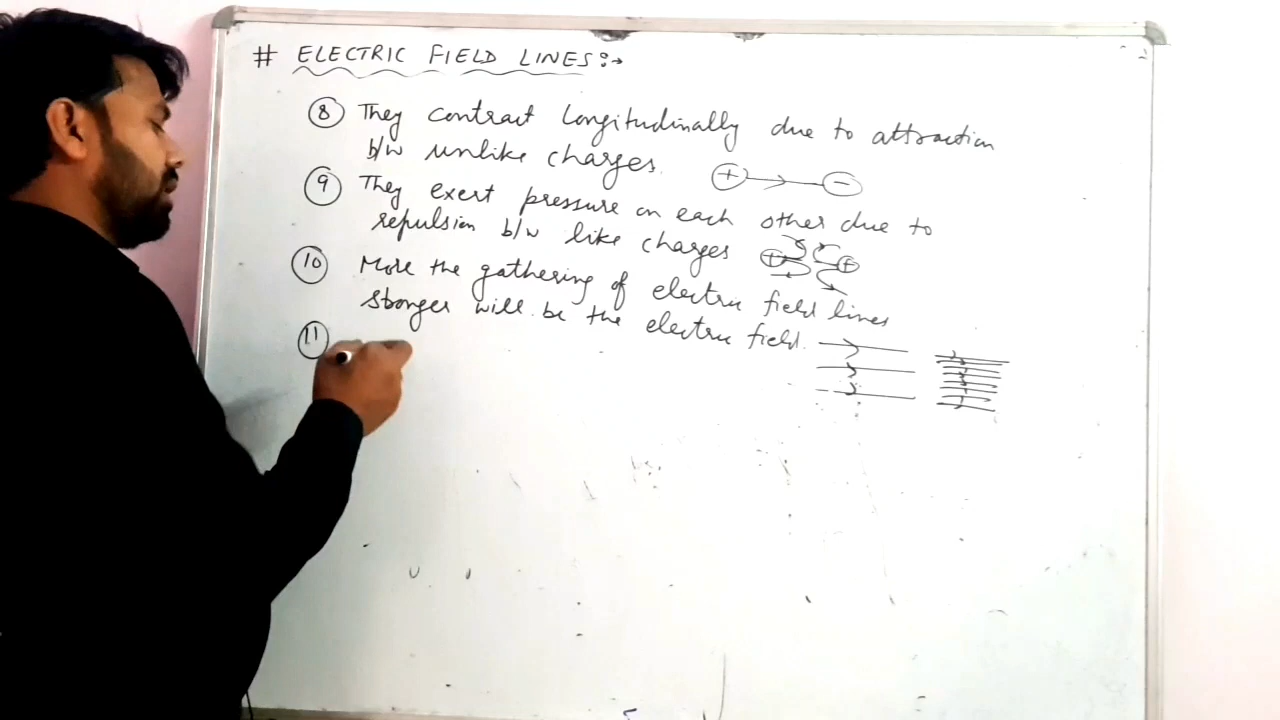 # ELECTRIC FIELD LINES:→
⑧ They contract longitudinally due to attraction
b/w unlike charges. + -
⑨ They exert pressure on each other due to
repulsion b/w like charges + +
⑩ More the gathering of electric field lines
stonger will be the electric field.
⑪